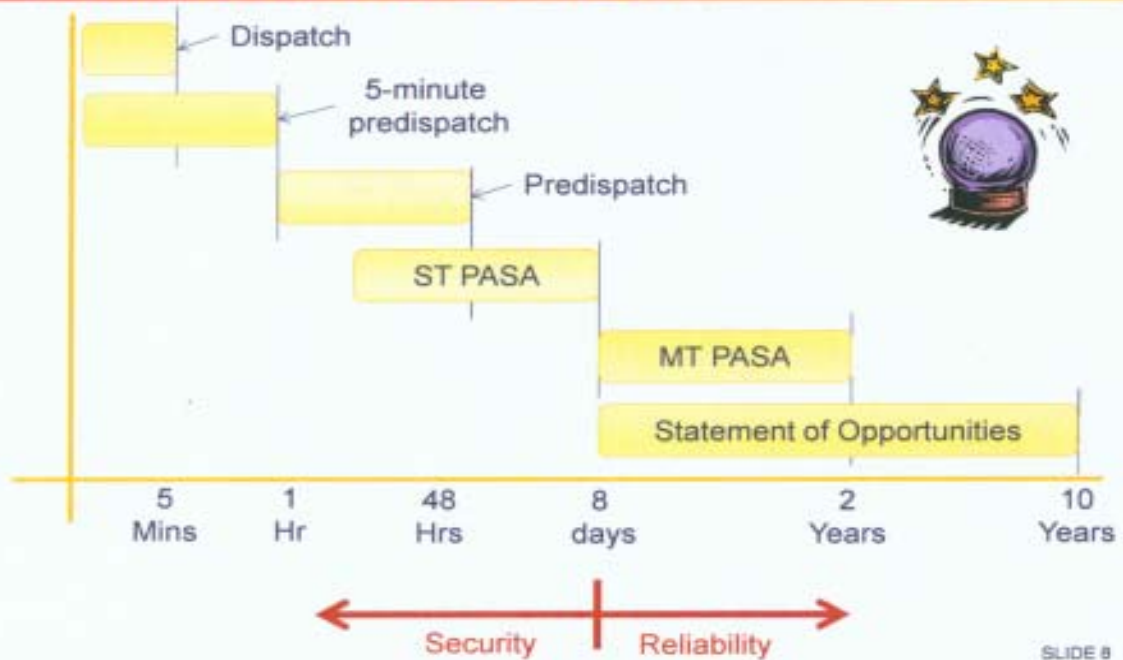 Dispatch
5-minute
predispatch
Predispatch
ST PASA
MT PASA
Statement of Opportunities
5
Mins
1
Hr
48
Hrs
8
days
2
Years
10
Years
Security
Reliability
SLIDE 8